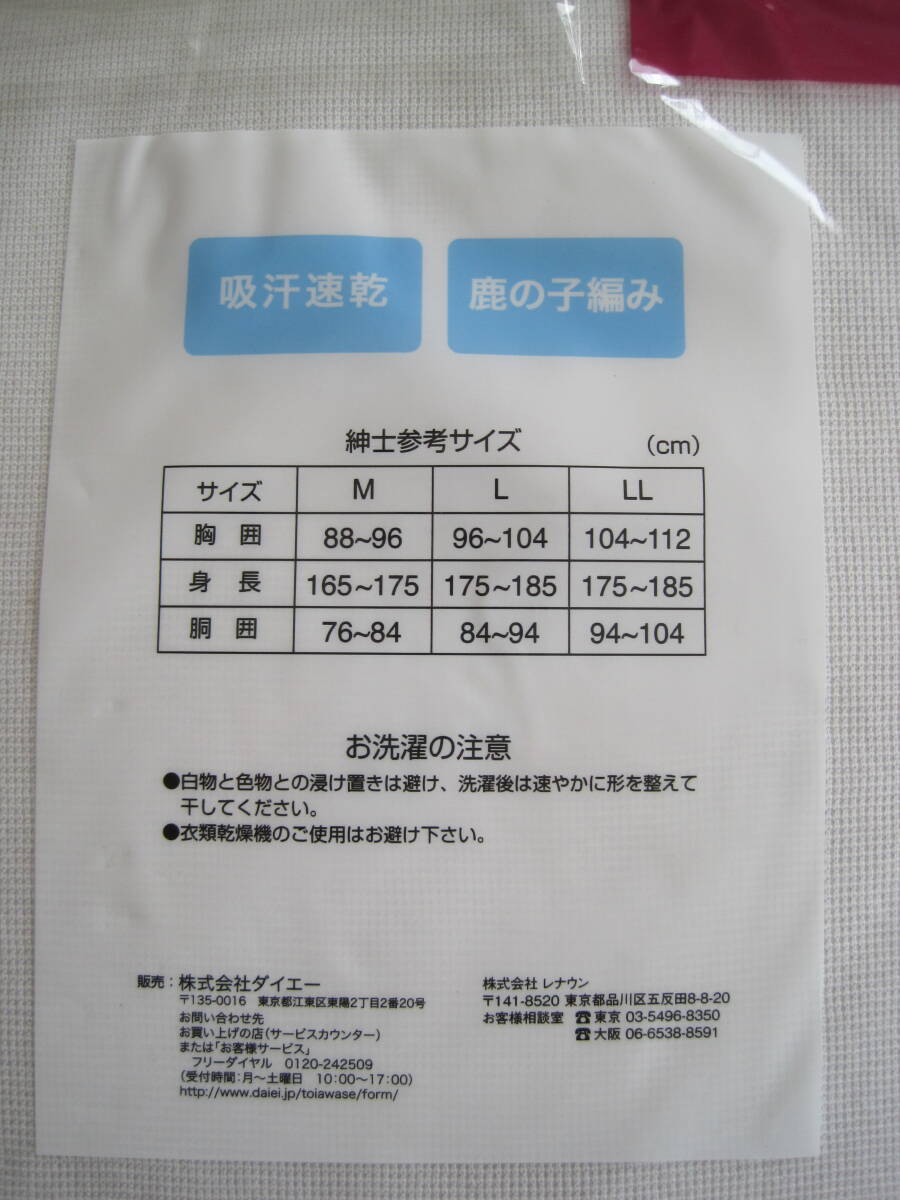 吸汗速乾 鹿の子編み
紳士参考サイズ (cm)
サイズ M L LL
胸囲 88~96 96~104 104~112
身長 165~175 175~185 175~185
胴囲 76~84 84~94 94~104
お洗濯の注意
●白物と色物との浸け置きは避け、洗濯後は速やかに形を整えて
干してください。
●衣類乾燥機のご使用はお避け下さい。
販売：株式会社ダイエー
〒135-0016 東京都江東区東陽2丁目2番20号
お問い合わせ先
お買い上げの店(サービスカウンター)
または「お客様サービス」
フリーダイヤル 0120-242509
(受付時間：月～土曜日 10:00～17:00)
http://www.daiei.jp/toiawase/form/
株式会社 レナウン
〒141-8520 東京都品川区五反田8-8-20
お客様相談室 ☎東京 03-5496-8350
☎大阪 06-6538-8591